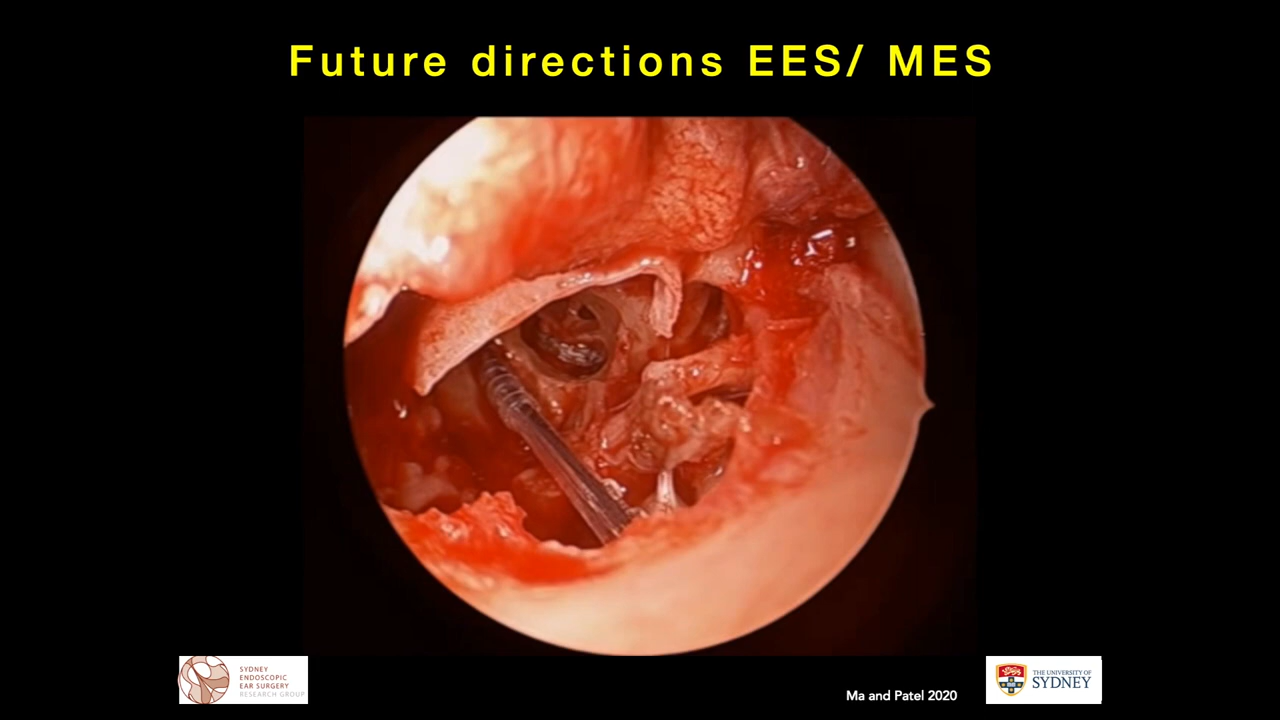 Future directions EES/ MES
SYDNEY
ENDOSCOPIC
EAR SURGERY
RESEARCH GROUP
Ma and Patel 2020
THE UNIVERSITY OF
SYDNEY